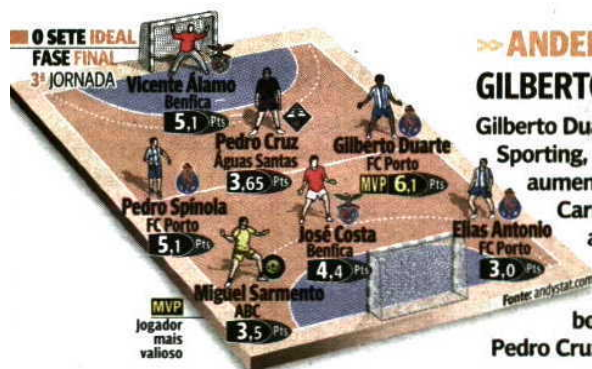 O SETE IDEAL
FASE FINAL
3ª JORNADA
Vicente Álamo
Benfica
5,1 Pts
Pedro Cruz
Águas Santas
3,65 Pts
Gilberto Duarte
FC Porto
MVP 6,1 Pts
Pedro Spínola
FC Porto
5,1 Pts
José Costa
Benfica
4,4 Pts
Elias Antonio
FC Porto
3,0 Pts
Miguel Sarmento
ABC
3,5 Pts
MVP
Jogador
mais
valioso
Fonte: andystat.com
>> ANDE
GILBERTO
Gilberto Du
Sporting,
aumen
Car
a
bo
Pedro Cru